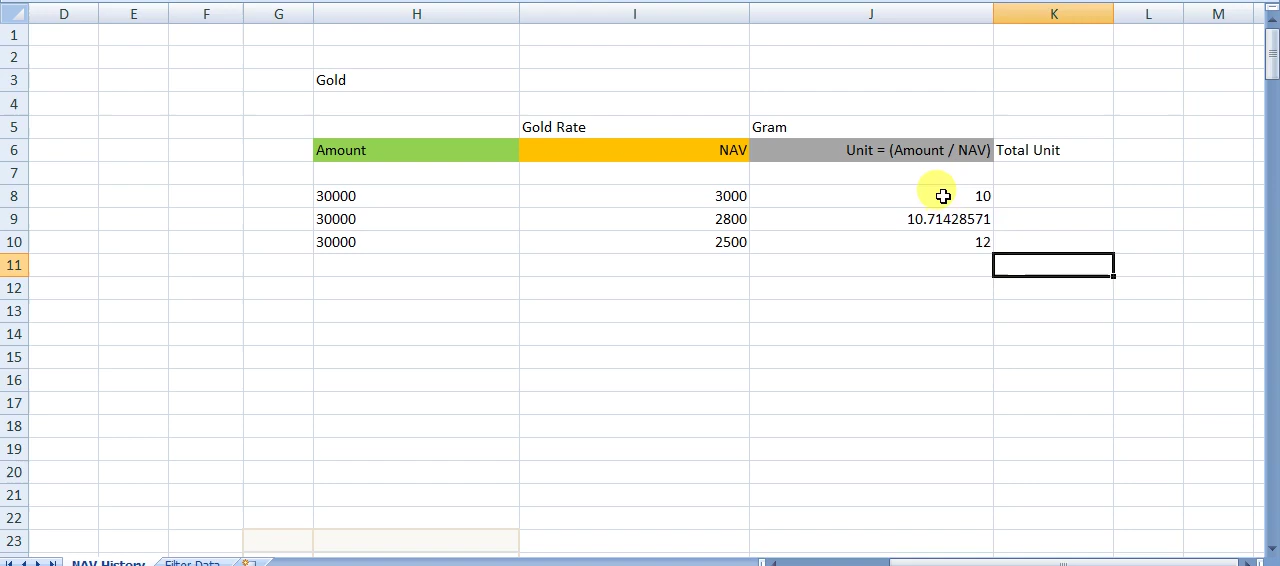 D E F G H I J K L M
1
2
3 Gold
4
5 Gold Rate Gram
6 Amount NAV Unit = (Amount / NAV) Total Unit
7
8 30000 3000 10
9 30000 2800 10.71428571
10 30000 2500 12
11
12
13
14
15
16
17
18
19
20
21
22
23
NAV History Filter Data